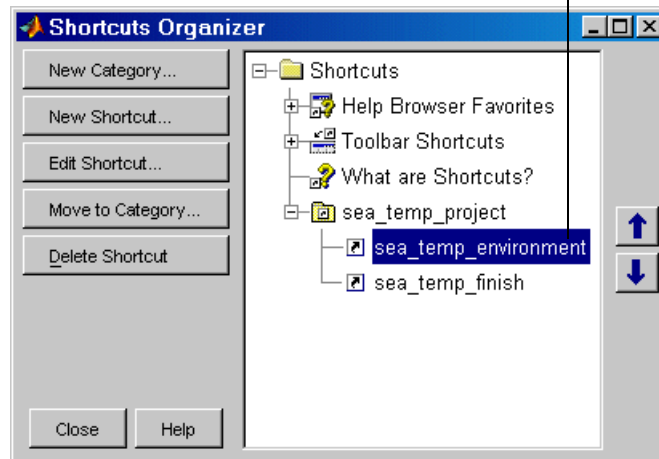 Shortcuts Organizer
New Category...
New Shortcut...
Edit Shortcut...
Move to Category...
Delete Shortcut
Close
Help
Shortcuts
Help Browser Favorites
Toolbar Shortcuts
What are Shortcuts?
sea_temp_project
sea_temp_environment
sea_temp_finish